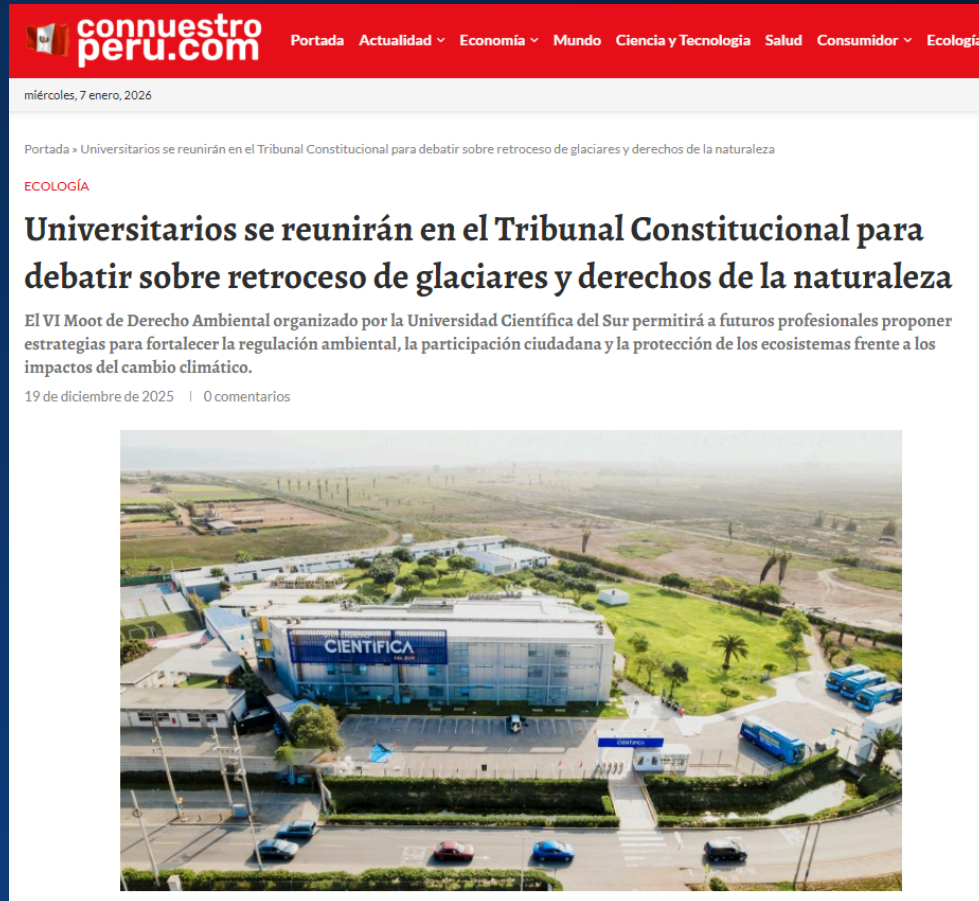 connuestro
peru.com
Portada Actualidad Economía Mundo Ciencia y Tecnologia Salud Consumidor Ecología
miércoles, 7 enero, 2026
Portada » Universitarios se reunirán en el Tribunal Constitucional para debatir sobre retroceso de glaciares y derechos de la naturaleza
ECOLOGÍA
Universitarios se reunirán en el Tribunal Constitucional para
debatir sobre retroceso de glaciares y derechos de la naturaleza
El VI Moot de Derecho Ambiental organizado por la Universidad Científica del Sur permitirá a futuros profesionales proponer
estrategias para fortalecer la regulación ambiental, la participación ciudadana y la protección de los ecosistemas frente a los
impactos del cambio climático.
19 de diciembre de 2025 | 0 comentarios
CIENTÍFICA
DEL SUR
CIENTÍFICA